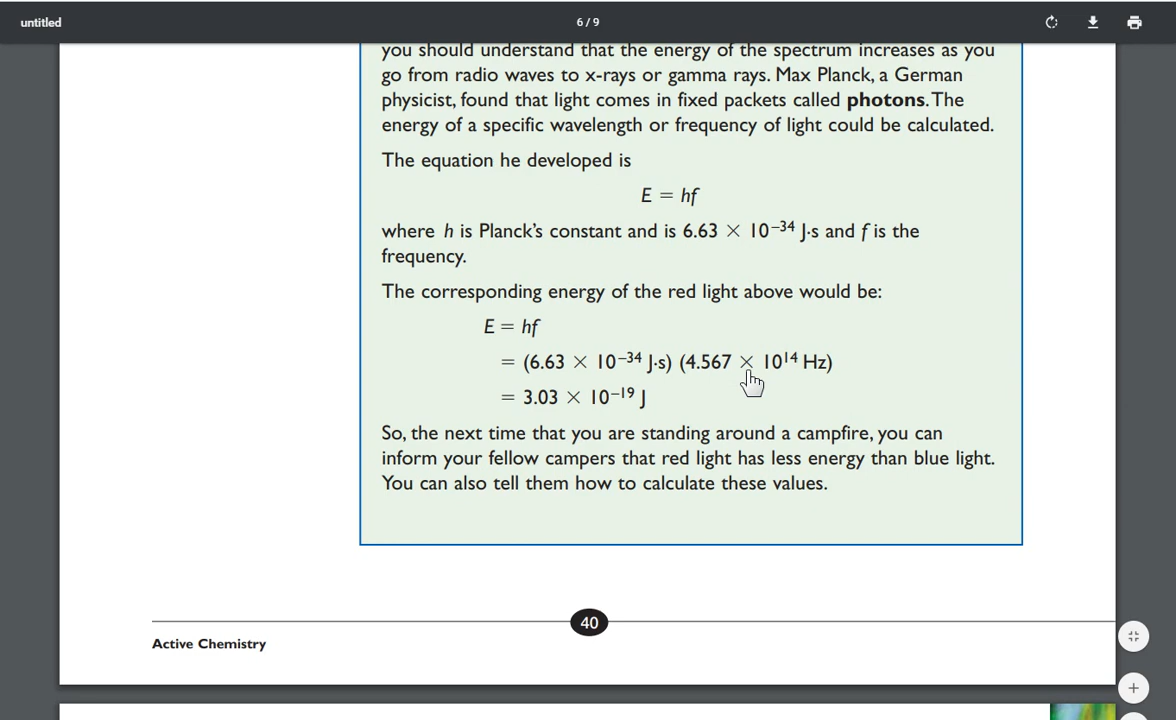 untitled
6 / 9
you should understand that the energy of the spectrum increases as you
go from radio waves to x-rays or gamma rays. Max Planck, a German
physicist, found that light comes in fixed packets called photons. The
energy of a specific wavelength or frequency of light could be calculated.
The equation he developed is
E = hf
where h is Planck's constant and is 6.63 × 10⁻³⁴ J·s and f is the
frequency.
The corresponding energy of the red light above would be:
E = hf
= (6.63 × 10⁻³⁴ J·s) (4.567 × 10¹⁴ Hz)
= 3.03 × 10⁻¹⁹ J
So, the next time that you are standing around a campfire, you can
inform your fellow campers that red light has less energy than blue light.
You can also tell them how to calculate these values.
40
Active Chemistry